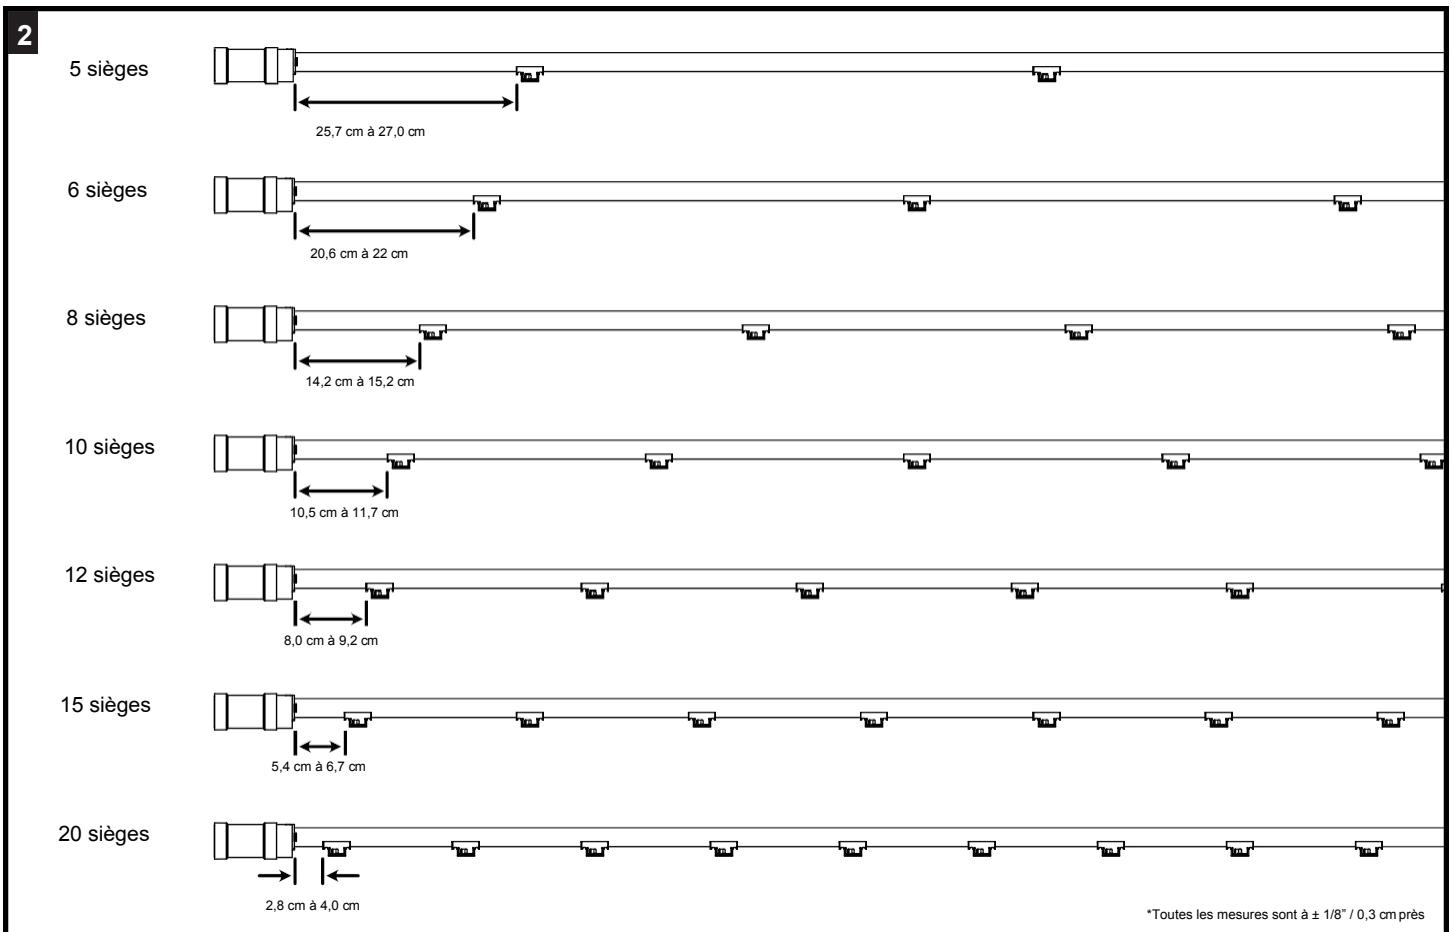 2
5 sièges
25,7 cm à 27,0 cm
6 sièges
20,6 cm à 22 cm
8 sièges
14,2 cm à 15,2 cm
10 sièges
10,5 cm à 11,7 cm
12 sièges
8,0 cm à 9,2 cm
15 sièges
5,4 cm à 6,7 cm
20 sièges
2,8 cm à 4,0 cm
*Toutes les mesures sont à ± 1/8” / 0,3 cm près